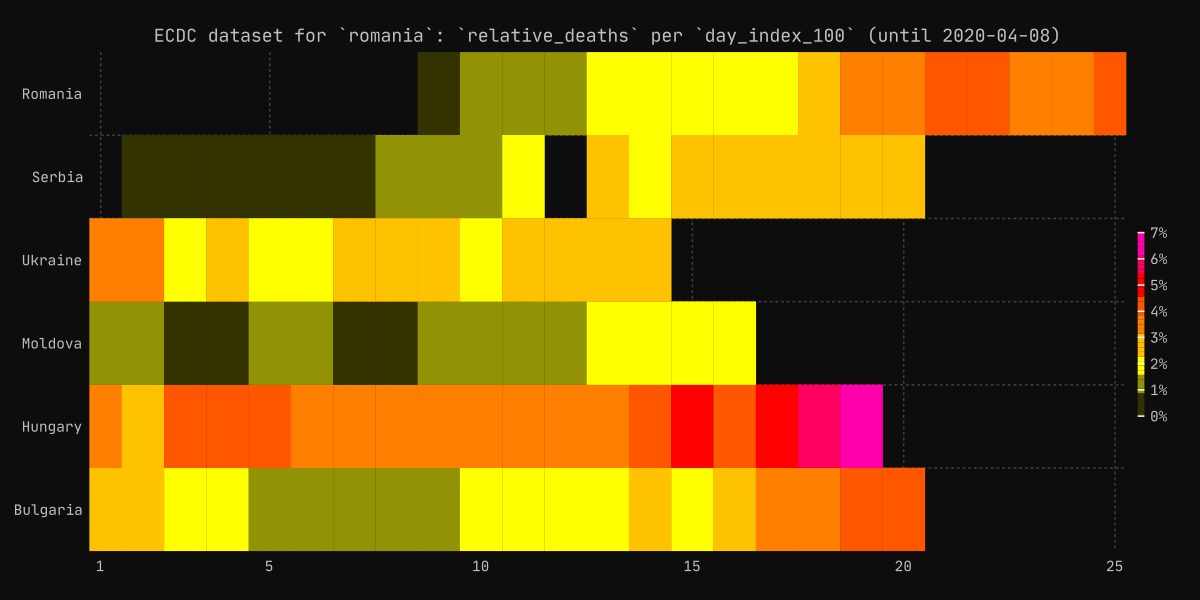 ECDC dataset for `romania`: `relative_deaths` per `day_index_100` (until 2020-04-08)
Romania
Serbia
Ukraine
Moldova
Hungary
Bulgaria
7%
6%
5%
4%
3%
2%
1%
0%
1 5 10 15 20 25